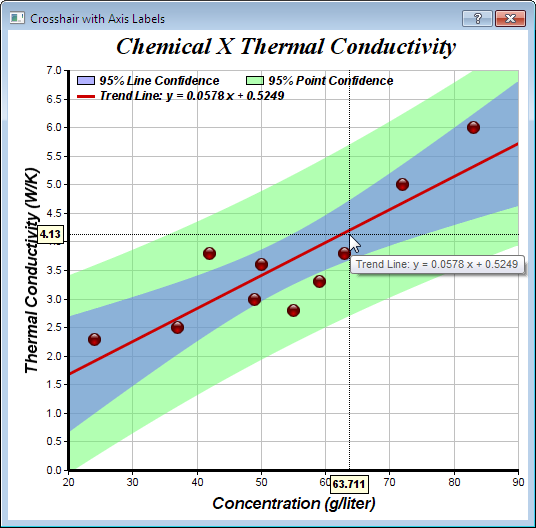 Crosshair with Axis Labels
Chemical X Thermal Conductivity
95% Line Confidence
95% Point Confidence
Trend Line: y = 0.0578 x + 0.5249
Thermal Conductivity (W/K)
7.0
6.5
6.0
5.5
5.0
4.5
4.13
3.5
3.0
2.5
2.0
1.5
1.0
0.5
0.0
Trend Line: y = 0.0578 x + 0.5249
20
30
40
50
63.711
70
80
90
Concentration (g/liter)